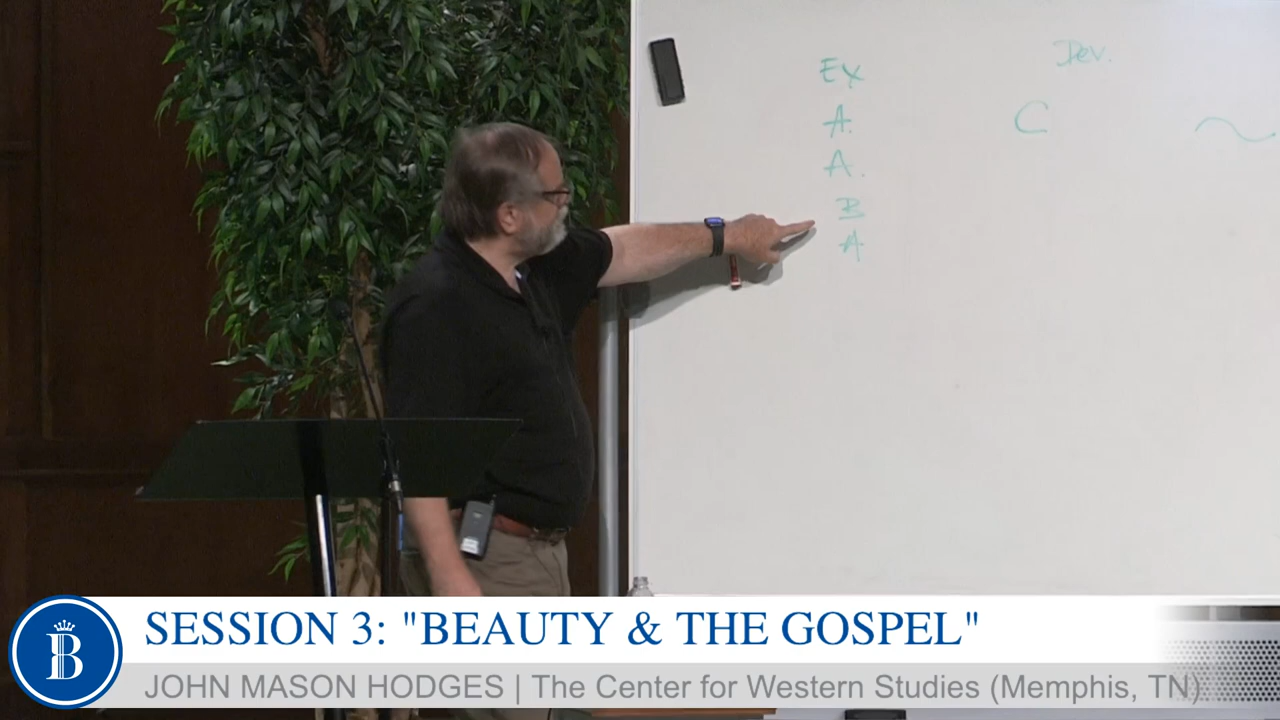 Ex Dev.
A. C
A.
B
A
B
SESSION 3: "BEAUTY & THE GOSPEL"
JOHN MASON HODGES | The Center for Western Studies (Memphis, TN)